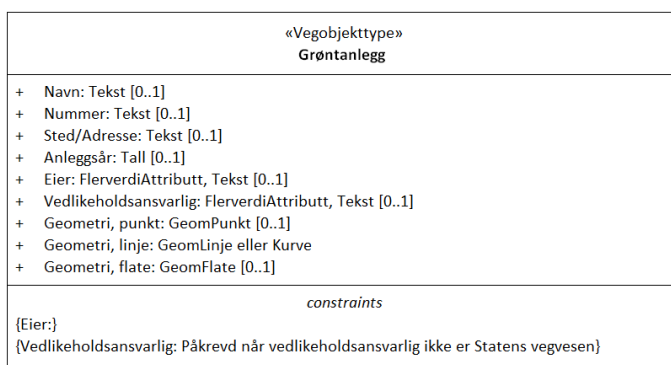 «Vegobjekttype»
Grøntanlegg
+ Navn: Tekst [0..1]
+ Nummer: Tekst [0..1]
+ Sted/Adresse: Tekst [0..1]
+ Anleggsår: Tall [0..1]
+ Eier: FlerverdiAttributt, Tekst [0..1]
+ Vedlikeholdsansvarlig: FlerverdiAttributt, Tekst [0..1]
+ Geometri, punkt: GeomPunkt [0..1]
+ Geometri, linje: GeomLinje eller Kurve
+ Geometri, flate: GeomFlate [0..1]
constraints
{Eier:}
{Vedlikeholdsansvarlig: Påkrevd når vedlikeholdsansvarlig ikke er Statens vegvesen}